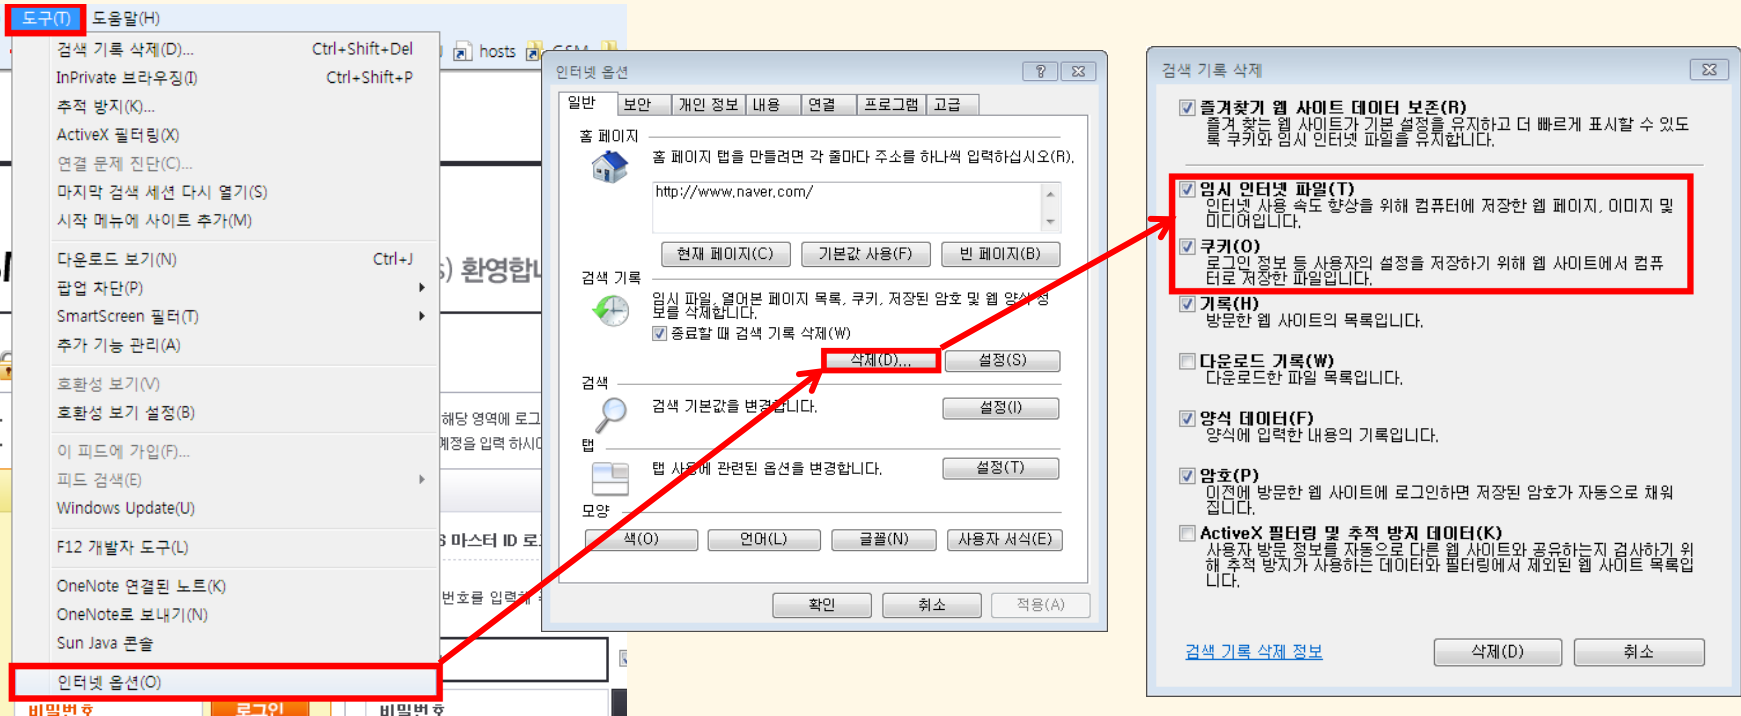 도구(T) 도움말(H)
검색 기록 삭제(D)... Ctrl+Shift+Del
InPrivate 브라우징(I) Ctrl+Shift+P
추적 방지(K)...
ActiveX 필터링(X)
연결 문제 진단(C)...
마지막 검색 세션 다시 열기(S)
시작 메뉴에 사이트 추가(M)
다운로드 보기(N) Ctrl+J
팝업 차단(P)
SmartScreen 필터(T)
추가 기능 관리(A)
호환성 보기(V)
호환성 보기 설정(B)
이 피드에 가입(F)...
피드 검색(E)
Windows Update(U)
F12 개발자 도구(L)
OneNote 연결된 노트(K)
OneNote로 보내기(N)
Sun Java 콘솔
인터넷 옵션(O)
비밀번호 로그인 비밀번호
hosts
s) 환영합니
해당 영역에 로그
계정을 입력 하시
S 마스터 ID 로
번호를 입력해
인터넷 옵션
일반 보안 개인 정보 내용 연결 프로그램 고급
홈 페이지
홈 페이지 탭을 만들려면 각 줄마다 주소를 하나씩 입력하십시오(R).
http://www.naver.com/
현재 페이지(C) 기본값 사용(F) 빈 페이지(B)
검색 기록
임시 파일, 열어본 페이지 목록, 쿠키, 저장된 암호 및 웹 양식 정
보를 삭제합니다.
종료할 때 검색 기록 삭제(W)
삭제(D)... 설정(S)
검색
검색 기본값을 변경합니다. 설정(I)
탭
탭 사용에 관련된 옵션을 변경합니다. 설정(T)
모양
색(O) 언어(L) 글꼴(N) 사용자 서식(E)
확인 취소 적용(A)
검색 기록 삭제
즐겨찾기 웹 사이트 데이터 보존(R)
즐겨 찾는 웹 사이트가 기본 설정을 유지하고 더 빠르게 표시할 수 있도
록 쿠키와 임시 인터넷 파일을 유지합니다.
임시 인터넷 파일(T)
인터넷 사용 속도 향상을 위해 컴퓨터에 저장한 웹 페이지, 이미지 및
미디어입니다.
쿠키(O)
로그인 정보 등 사용자의 설정을 저장하기 위해 웹 사이트에서 컴퓨
터로 저장한 파일입니다.
기록(H)
방문한 웹 사이트의 목록입니다.
다운로드 기록(W)
다운로드한 파일 목록입니다.
양식 데이터(F)
양식에 입력한 내용의 기록입니다.
암호(P)
이전에 방문한 웹 사이트에 로그인하면 저장된 암호가 자동으로 채워
집니다.
ActiveX 필터링 및 추적 방지 데이터(K)
사용자 방문 정보를 자동으로 다른 웹 사이트와 공유하는지 검사하기 위
해 추적 방지가 사용하는 데이터와 필터링에서 제외된 웹 사이트 목록입
니다.
검색 기록 삭제 정보 삭제(D) 취소